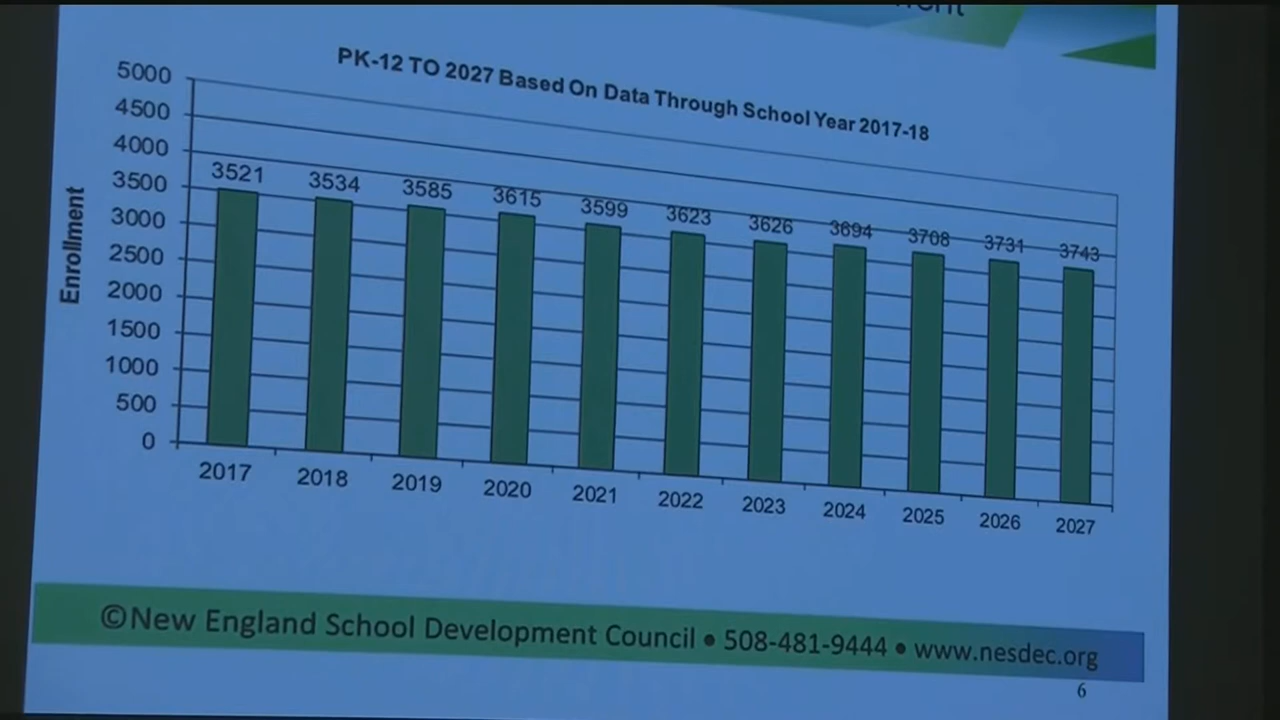 PK-12 TO 2027 Based On Data Through School Year 2017-18
Enrollment
5000
4500
4000
3500
3000
2500
2000
1500
1000
500
0
3521 3534 3585 3615 3599 3623 3626 3694 3708 3731 3743
2017 2018 2019 2020 2021 2022 2023 2024 2025 2026 2027
©New England School Development Council • 508-481-9444 • www.nesdec.org
6